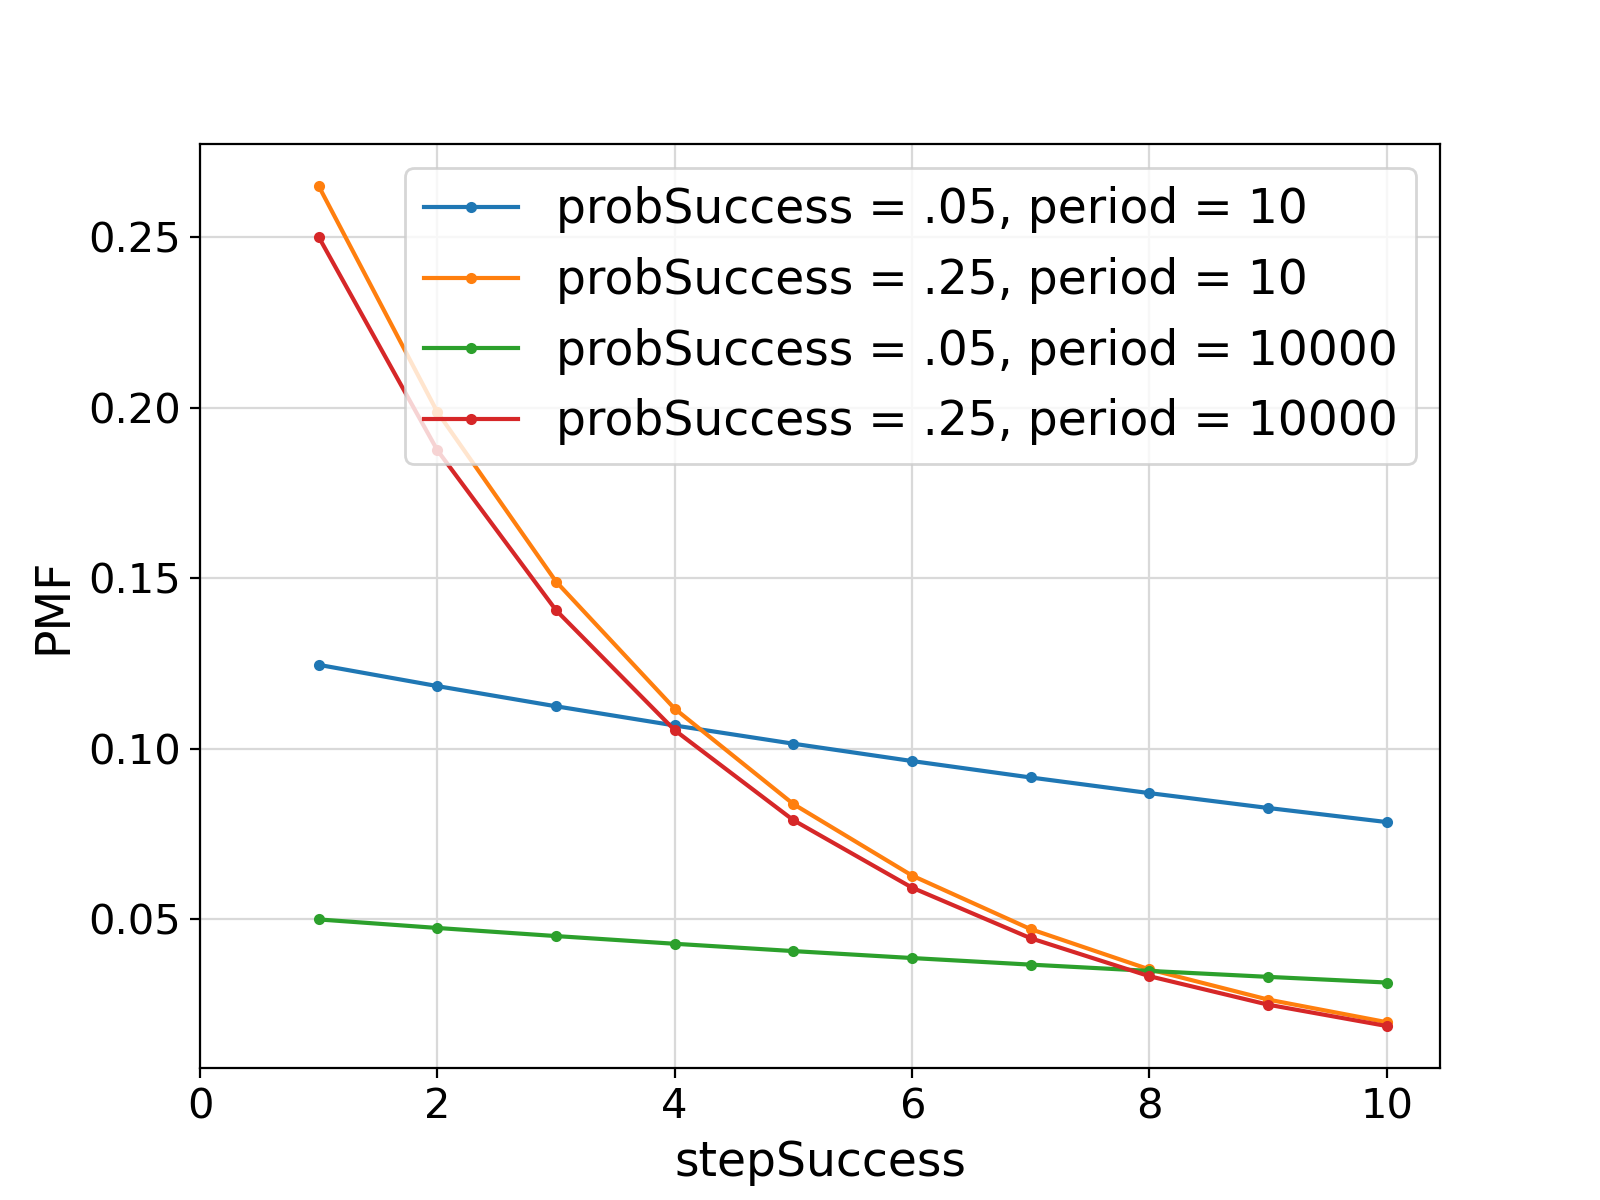 probSuccess = .05, period = 10
probSuccess = .25, period = 10
probSuccess = .05, period = 10000
probSuccess = .25, period = 10000
0.25
0.20
0.15
0.10
0.05
PMF
0 2 4 6 8 10
stepSuccess